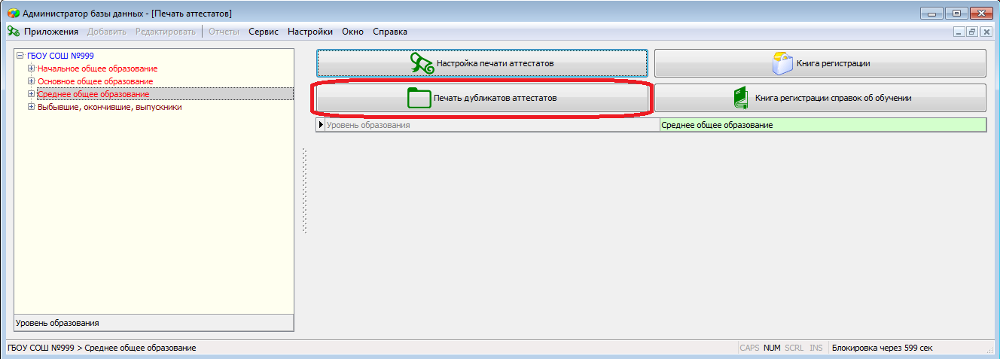 Администратор базы данных - [Печать аттестатов]
Приложения Добавить Редактировать Отчеты Сервис Настройки Окно Справка
ГБОУ СОШ №999
Начальное общее образование
Основное общее образование
Среднее общее образование
Выбывшие, окончившие, выпускники
Уровень образования
Настройка печати аттестатов
Книга регистрации
Печать дубликатов аттестатов
Книга регистрации справок об обучении
Уровень образования Среднее общее образование
ГБОУ СОШ №999 > Среднее общее образование
CAPS NUM SCRL INS Блокировка через 599 сек